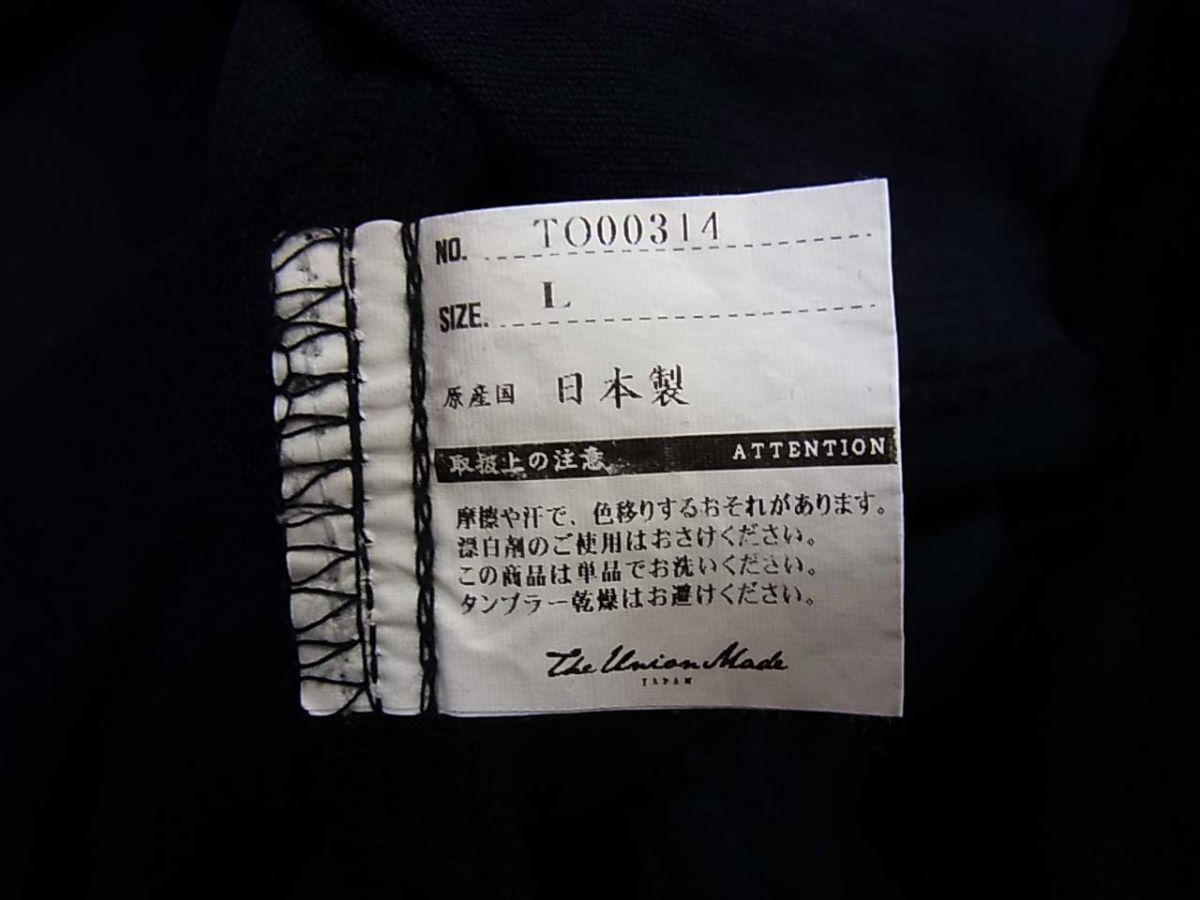 NO. TO00314
SIZE. L
原産国 日本製
取扱上の注意 ATTENTION
摩擦や汗で、色移りするおそれがあります。
漂白剤のご使用はおさけください。
この商品は単品でお洗いください。
タンブラー乾燥はお避けください。
The Union Made
JAPAN